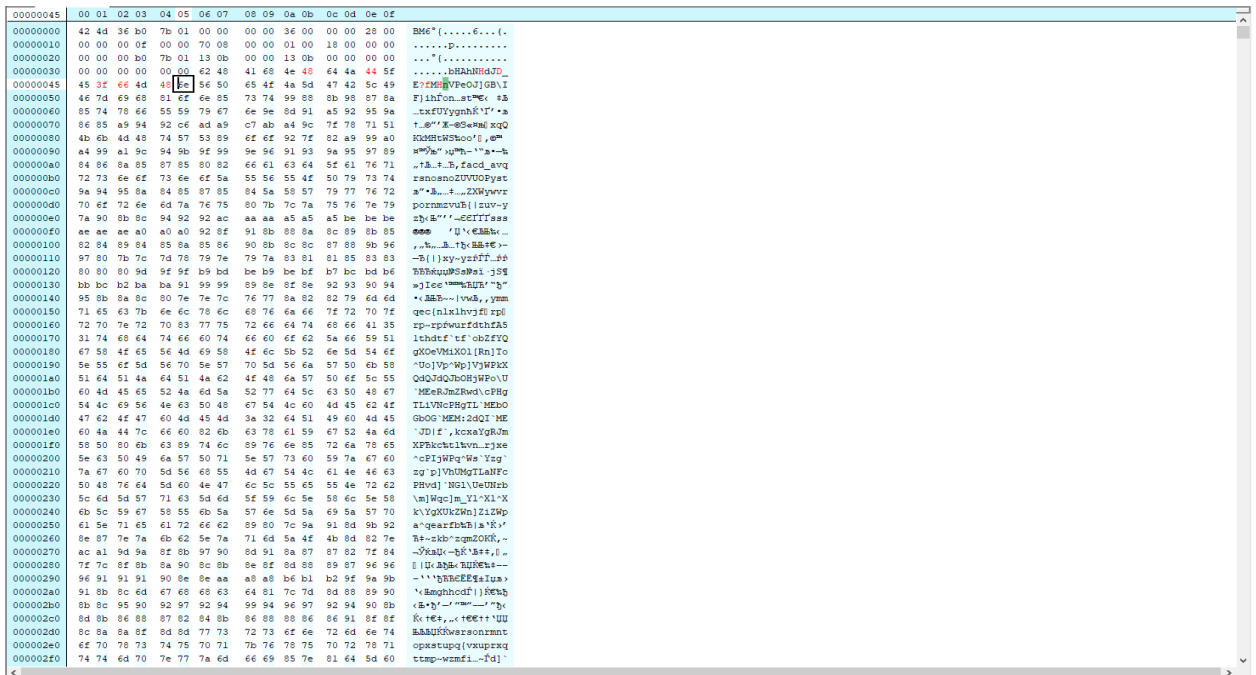 00000045 00 01 02 03 04 05 06 07 08 09 0a 0b 0c 0d 0e 0f
00000000 42 4d 36 b0 7b 01 00 00 00 00 36 00 00 00 28 00 BM6°{.....6...(.
00000010 00 00 00 0f 00 00 70 08 00 00 01 00 18 00 00 00 ......p.........
00000020 00 00 00 b0 7b 01 13 0b 00 00 13 0b 00 00 00 00 ...°{...........
00000030 00 00 00 00 00 00 62 48 41 68 4e 48 64 4a 44 5f ......bHAhNHdJD_
00000045 45 3f 66 4d 48 6e 56 50 65 4f 4a 5d 47 42 5c 49 E?fMHnVPeOJ]GB\I
00000050 46 7d 69 68 81 6f 6e 85 73 74 99 88 8b 98 87 8a
00000060 85 74 78 66 55 59 79 67 6e 9e 8d 91 a5 92 95 9a
00000070 86 85 a9 94 92 c6 ad a9 c7 ab a4 9c 7f 78 71 51
00000080 4b 6b 4d 48 74 57 53 89 6f 6f 92 7f 82 a9 99 a0
00000090 a4 99 a1 9c 94 9b 9f 99 9e 96 91 93 9a 95 97 89
000000a0 84 86 8a 85 87 85 80 82 66 61 63 64 5f 61 76 71
000000b0 72 73 6e 6f 73 6e 6f 5a 55 56 55 4f 50 79 73 74 rsnosnoZUVUOPyst
000000c0 9a 94 95 8a 84 85 87 85 84 5a 58 57 79 77 76 72
000000d0 70 6f 72 6e 6d 7a 76 75 80 7b 7c 7a 75 76 7e 79
000000e0 7a 90 8b 8c 94 92 92 ac aa aa a5 a5 a5 be be be
000000f0 ae ae ae a0 a0 a0 92 8f 91 8b 88 8a 8c 89 8b 85
00000100 82 84 89 84 85 8a 85 86 90 8b 8c 8c 87 88 9b 96
00000110 97 80 7b 7c 7d 78 79 7e 79 7a 83 81 81 85 83 83
00000120 80 80 80 9d 9f 9f b9 bd be b9 be bf b7 bc bd b6
00000130 bb bc b2 ba ba 91 99 99 89 8e 8f 8e 92 93 90 94
00000140 95 8b 8a 8c 80 7e 7e 7c 76 77 8a 82 82 79 6d 6d
00000150 71 65 63 7b 6e 6c 78 6c 68 76 6a 66 7f 72 70 7f
00000160 72 70 7e 72 70 83 77 75 72 66 64 74 68 66 41 35
00000170 31 74 68 64 74 66 60 74 66 60 6f 62 5a 66 59 51 1thdtf`tf`obZfYQ
00000180 67 58 4f 65 56 4d 69 58 4f 6c 5b 52 6e 5d 54 6f gXOeVMiXOl[Rn]To
00000190 5e 55 6f 5d 56 70 5e 57 70 5d 56 6a 57 50 6b 58 ^Uo]Vp^Wp]VjWPkX
000001a0 51 64 51 4a 64 51 4a 62 4f 48 6a 57 50 6f 5c 55 QdQJdQJbOHjWPo\U
000001b0 60 4d 45 65 52 4a 6d 5a 52 77 64 5c 63 50 48 67 `MEeRJmZRwd\cPHg
000001c0 54 4c 69 56 4e 63 50 48 67 54 4c 60 4d 45 62 4f TLiVNcPHgTL`MEbO
000001d0 47 62 4f 47 60 4d 45 4d 3a 32 64 51 49 60 4d 45 GbOG`MEM:2dQI`ME
000001e0 60 4a 44 7c 66 60 82 6b 63 78 61 59 67 52 4a 6d `JD|f`‚kcxaYgRJm
000001f0 58 50 80 6b 63 89 74 6c 89 76 6e 85 72 6a 78 65
00000200 5e 63 50 49 6a 57 50 71 5e 57 73 60 59 7a 67 60 ^cPIjWPq^Ws`Yzg`
00000210 7a 67 60 70 5d 56 68 55 4d 67 54 4c 61 4e 46 63 zg`p]VhUMgTLaNFc
00000220 50 48 76 64 5d 60 4e 47 6c 5c 55 65 55 4e 72 62 PHvd]`NGl\UeUNrb
00000230 5c 6d 5d 57 71 63 5d 6d 5f 59 6c 5e 58 6c 5e 58 \m]Wqc]m_Yl^Xl^X
00000240 6b 5c 59 67 58 55 6b 5a 57 6e 5d 5a 69 5a 57 70 k\YgXUkZWn]ZiZWp
00000250 61 5e 71 65 61 72 66 62 89 80 7c 9a 91 8d 9b 92
00000260 8e 87 7e 7a 6b 62 5e 7a 71 6d 5a 4f 4b 8d 82 7e
00000270 ac a1 9d 9a 8f 8b 97 90 8d 91 8a 87 87 82 7f 84
00000280 7f 7c 8f 8b 8a 90 8c 8b 8e 8f 8d 88 89 87 96 96
00000290 96 91 91 91 90 8e 8e aa a8 a8 b6 b1 b2 9f 9a 9b
000002a0 91 8b 8c 6d 67 68 68 63 64 81 7c 7d 8d 88 89 90
000002b0 8b 8c 95 90 92 97 92 94 99 94 96 97 92 94 90 8b
000002c0 8d 8b 86 88 87 82 84 8b 86 88 88 86 86 91 8f 8f
000002d0 8c 8a 8a 8f 8d 8d 77 73 72 73 6f 6e 72 6d 6e 74
000002e0 6f 70 78 73 74 75 70 71 7b 76 78 75 70 72 78 71 opxstupq{vxuprxq
000002f0 74 74 6d 70 7e 77 7a 6d 66 69 85 7e 81 64 5d 60